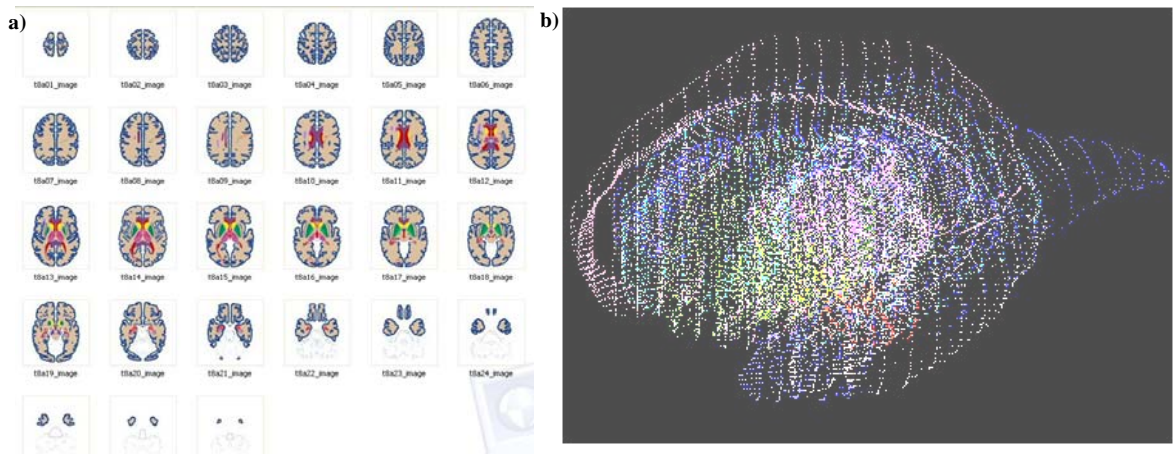 a)
b)
t8a01_image t8a02_image t8a03_image t8a04_image t8a05_image t8a06_image
t8a07_image t8a08_image t8a09_image t8a10_image t8a11_image t8a12_image
t8a13_image t8a14_image t8a15_image t8a16_image t8a17_image t8a18_image
t8a19_image t8a20_image t8a21_image t8a22_image t8a23_image t8a24_image